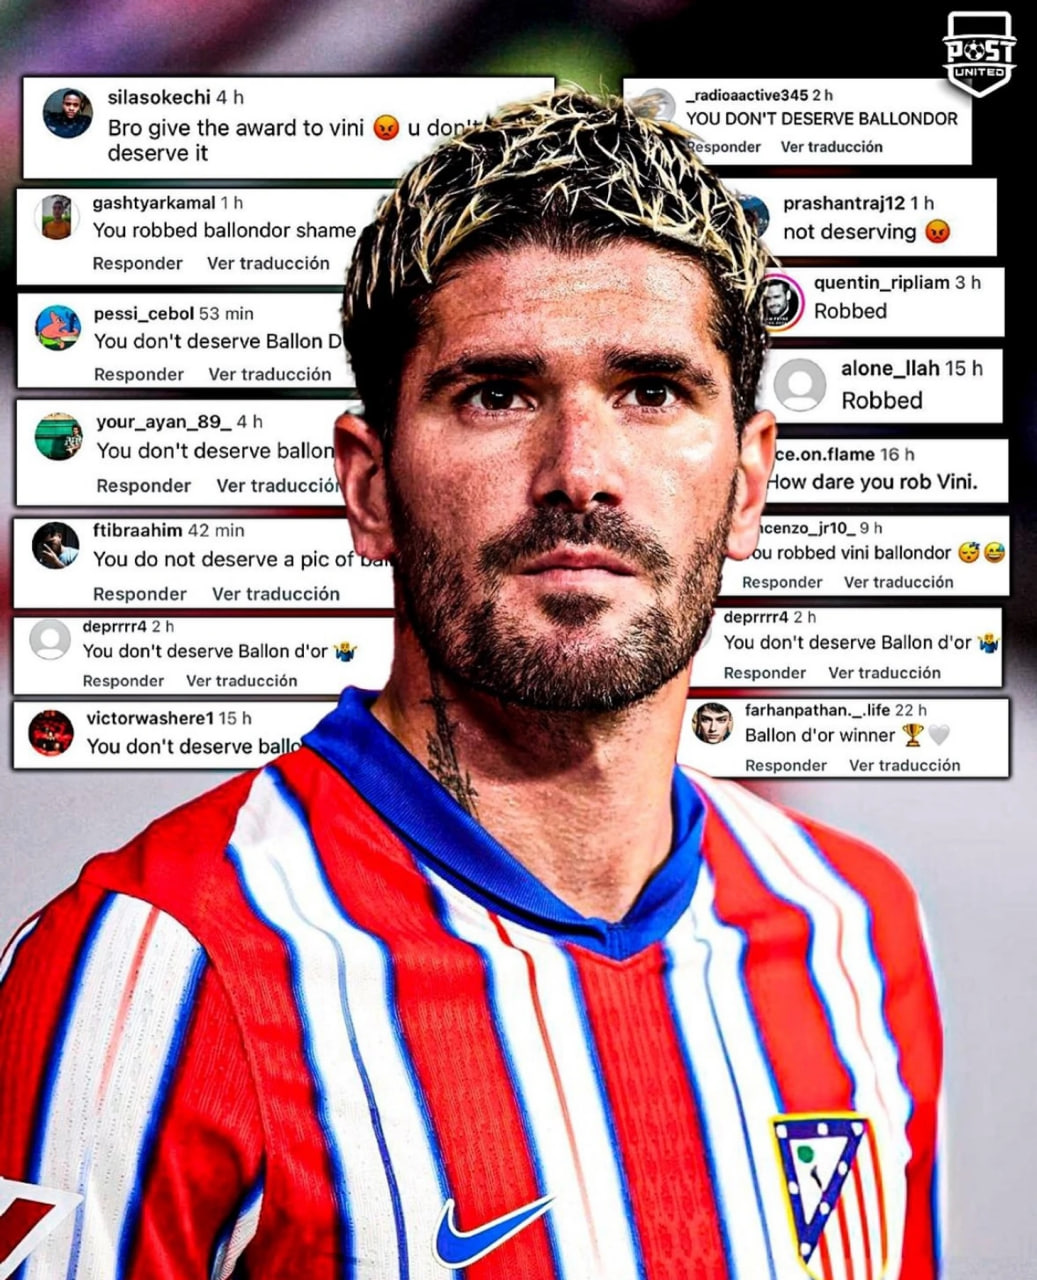 POST
UNITED
silasokechi 4 h
Bro give the award to vini 😡 u don't
deserve it
gashtyarkamal 1 h
You robbed ballondor shame
Responder Ver traducción
pessi_cebol 53 min
You don't deserve Ballon D
Responder Ver traducción
your_ayan_89_ 4 h
You don't deserve ballon
Responder Ver traducción
ftibraahim 42 min
You do not deserve a pic of
Responder Ver traducción
deprrrr4 2 h
You don't deserve Ballon d'or 🤷‍♂️
Responder Ver traducción
victorwashere1 15 h
You don't deserve ballo
_radioaactive345 2 h
YOU DON'T DESERVE BALLONDOR
Responder Ver traducción
prashantraj12 1 h
not deserving 😡
quentin_ripliam 3 h
Robbed
alone_llah 15 h
Robbed
ce.on.flame 16 h
How dare you rob Vini.
ncenzo_jr10_ 9 h
ou robbed vini ballondor 😴😅
Responder Ver traducción
deprrrr4 2 h
You don't deserve Ballon d'or 🤷‍♂️
Responder Ver traducción
farhanpathan._.life 22 h
Ballon d'or winner 🏆🤍
Responder Ver traducción